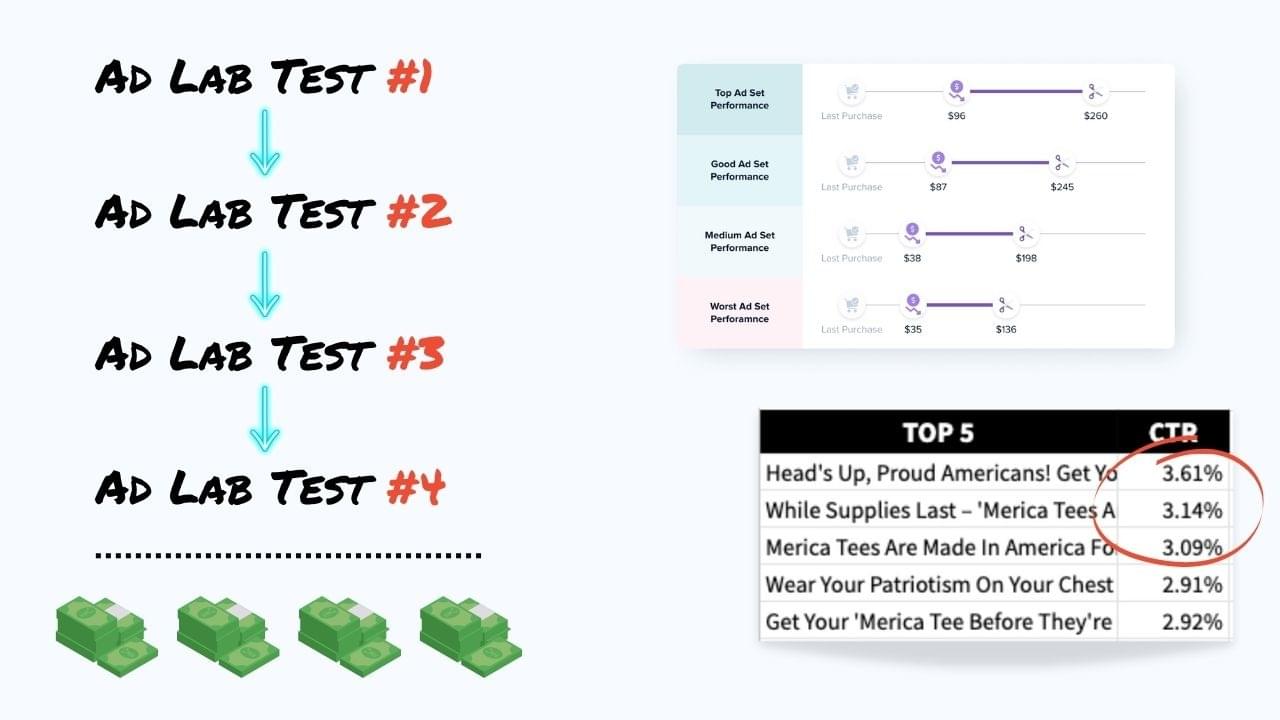 Ad Lab Test #1
Ad Lab Test #2
Ad Lab Test #3
Ad Lab Test #4
Top Ad Set
Performance
Last Purchase
$96
$260
Good Ad Set
Performance
Last Purchase
$87
$245
Medium Ad Set
Performance
Last Purchase
$38
$198
Worst Ad Set
Perforamnce
Last Purchase
$35
$136
TOP 5 CTR
Head's Up, Proud Americans! Get Yo 3.61%
While Supplies Last – 'Merica Tees A 3.14%
Merica Tees Are Made In America Fo 3.09%
Wear Your Patriotism On Your Chest 2.91%
Get Your 'Merica Tee Before They're 2.92%